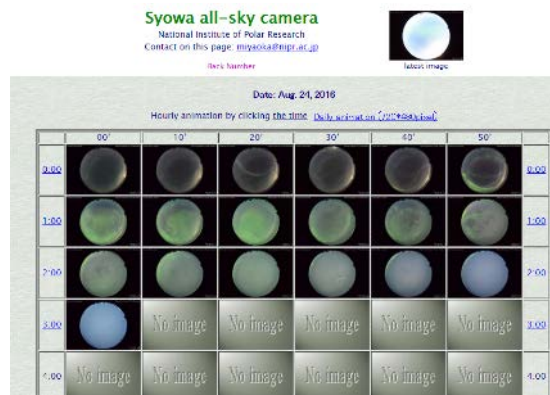 Syowa all-sky camera
National Institute of Polar Research
Contact on this page: miyaoka@nipr.ac.jp
Back Number
latest image
Date: Aug. 24, 2016
Hourly animation by clicking the time Daily animation (720*480pixel)
00' 10' 20' 30' 40' 50'
0:00 0:00
1:00 1:00
2:00 2:00
3:00 No image No image No image No image No image 3:00
4:00 No image No image No image No image No image No image 4:00